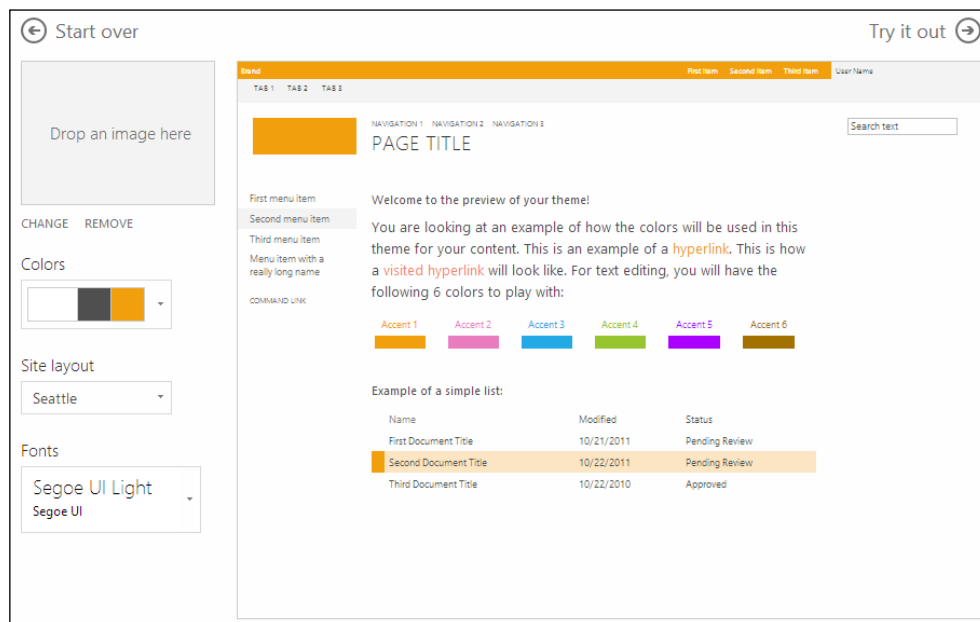 Start over
Try it out
Drop an image here
CHANGE REMOVE
Colors
Site layout
Seattle
Fonts
Segoe UI Light
Segoe UI
Brand First Item Second Item Third Item User Name
TAB 1 TAB 2 TAB 3
NAVIGATION 1 NAVIGATION 2 NAVIGATION 3
PAGE TITLE
Search text
First menu item
Second menu item
Third menu item
Menu item with a
really long name
COMMAND LINK
Welcome to the preview of your theme!
You are looking at an example of how the colors will be used in this
theme for your content. This is an example of a hyperlink. This is how
a visited hyperlink will look like. For text editing, you will have the
following 6 colors to play with:
Accent 1 Accent 2 Accent 3 Accent 4 Accent 5 Accent 6
Example of a simple list:
Name Modified Status
First Document Title 10/21/2011 Pending Review
Second Document Title 10/22/2011 Pending Review
Third Document Title 10/22/2010 Approved